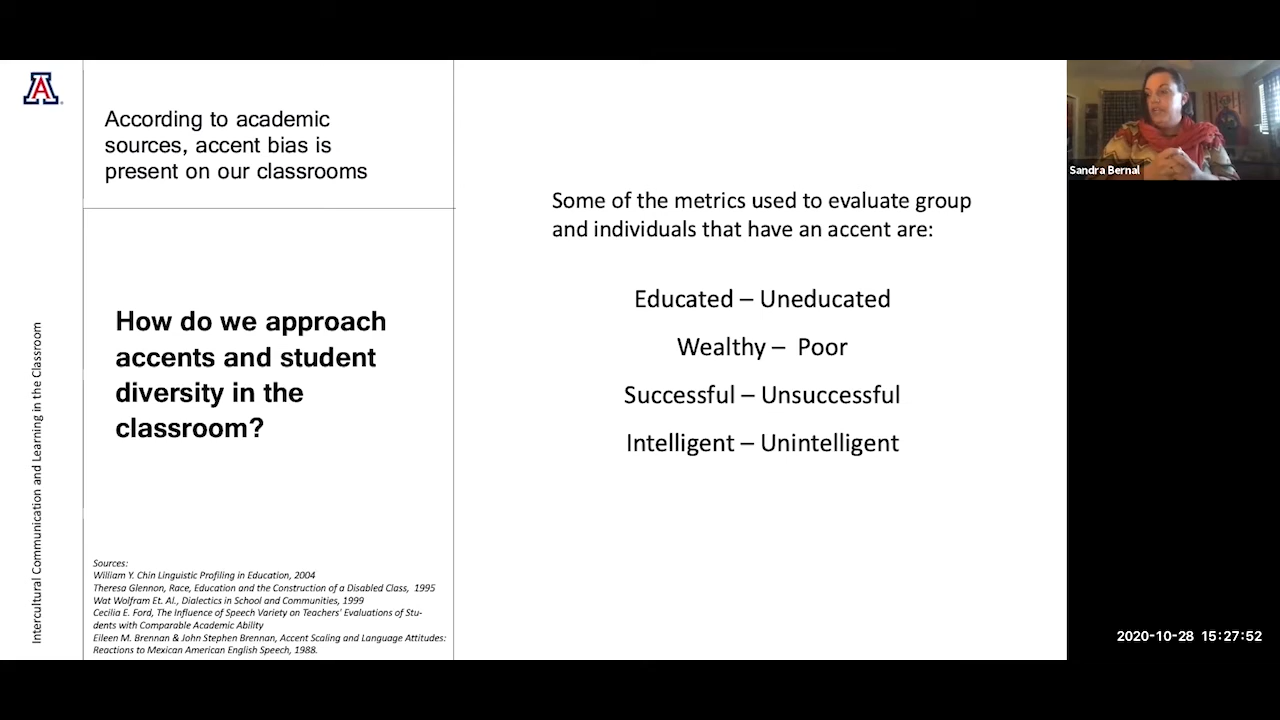 A
According to academic
sources, accent bias is
present on our classrooms
How do we approach
accents and student
diversity in the
classroom?
Intercultural Communication and Learning in the Classroom
Sources:
William Y. Chin Linguistic Profiling in Education, 2004
Theresa Glennon, Race, Education and the Construction of a Disabled Class, 1995
Wat Wolfram Et. Al., Dialectics in School and Communities, 1999
Cecilia E. Ford, The Influence of Speech Variety on Teachers' Evaluations of Stu-
dents with Comparable Academic Ability
Eileen M. Brennan & John Stephen Brennan, Accent Scaling and Language Attitudes:
Reactions to Mexican American English Speech, 1988.
Some of the metrics used to evaluate group
and individuals that have an accent are:
Educated – Uneducated
Wealthy – Poor
Successful – Unsuccessful
Intelligent – Unintelligent
Sandra Bernal
2020-10-28 15:27:52